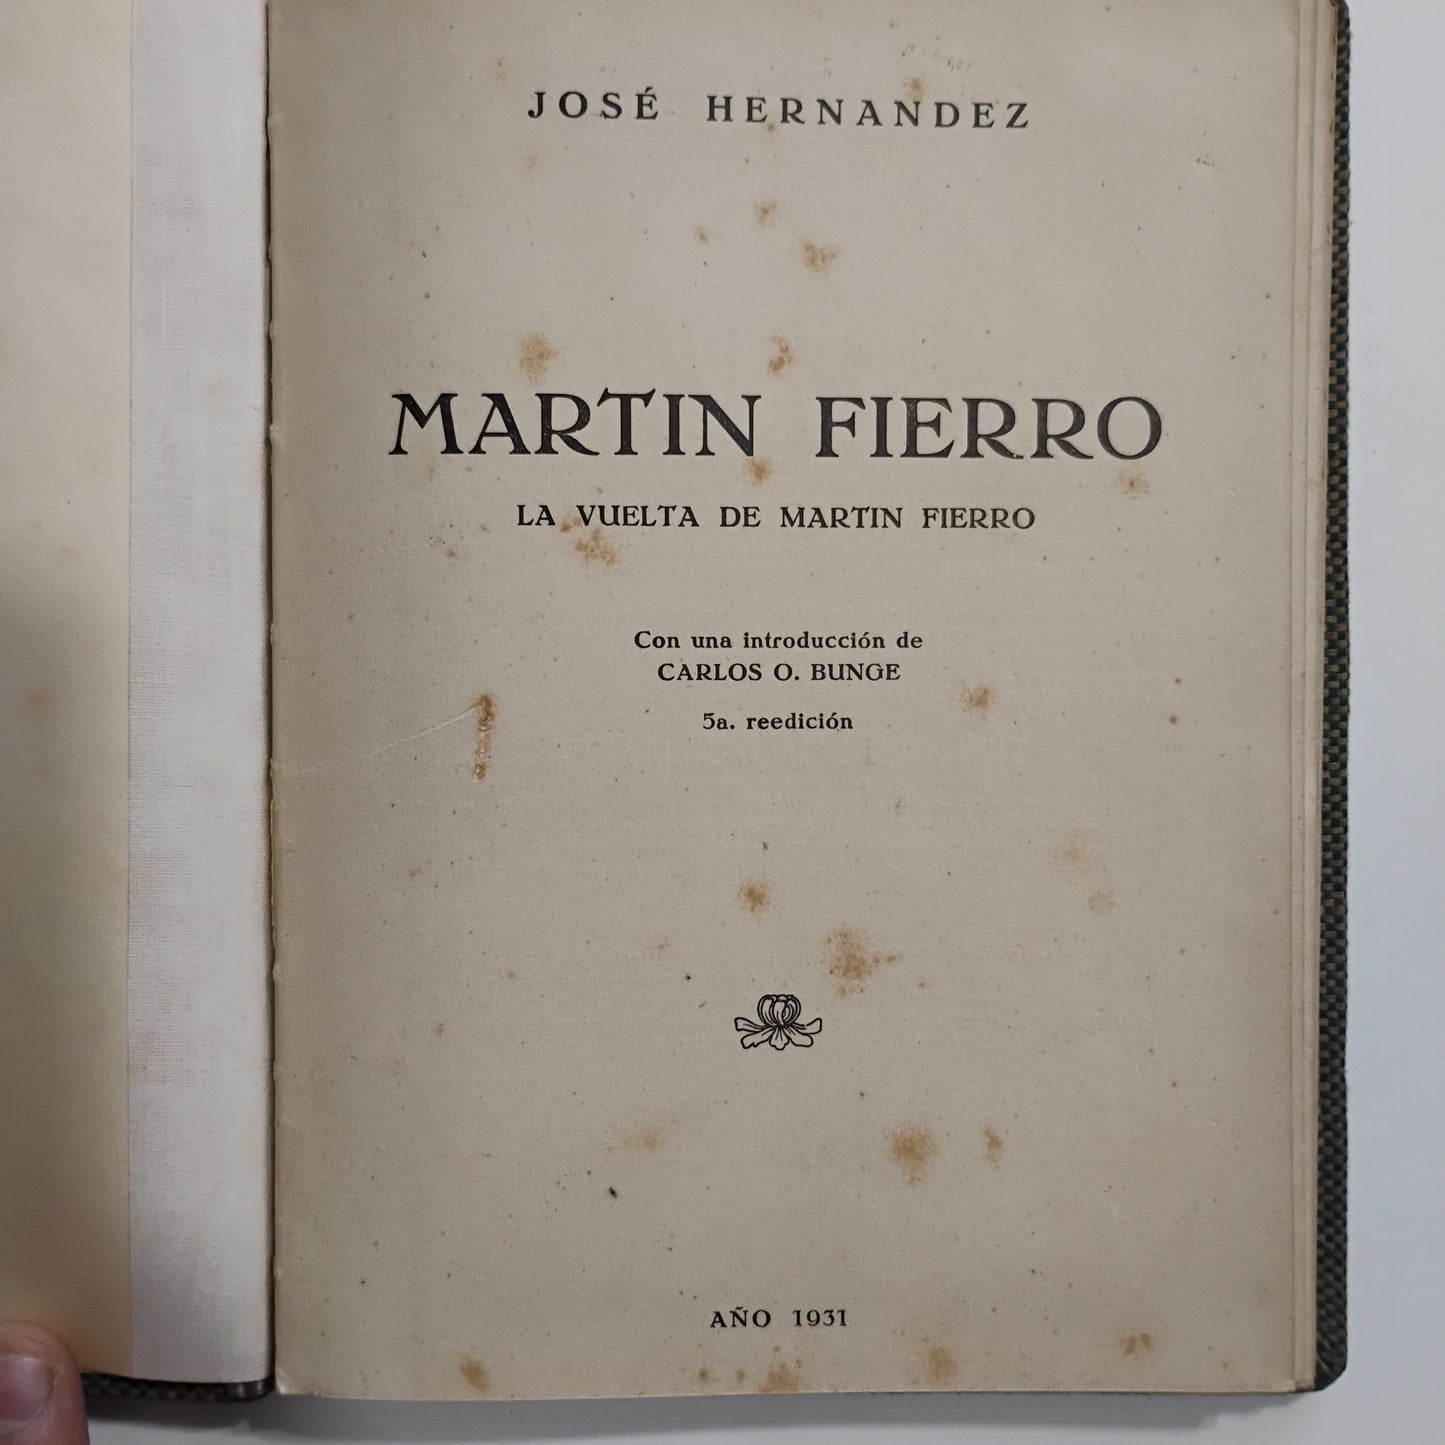 JOSÉ HERNANDEZ
MARTIN FIERRO
LA VUELTA DE MARTIN FIERRO
Con una introducción de
CARLOS O. BUNGE
5a. reedición
AÑO 1931